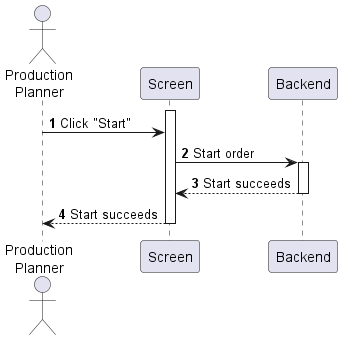 Production
Planner
Screen
Backend
1 Click "Start"
2 Start order
3 Start succeeds
4 Start succeeds
Production
Planner
Screen
Backend